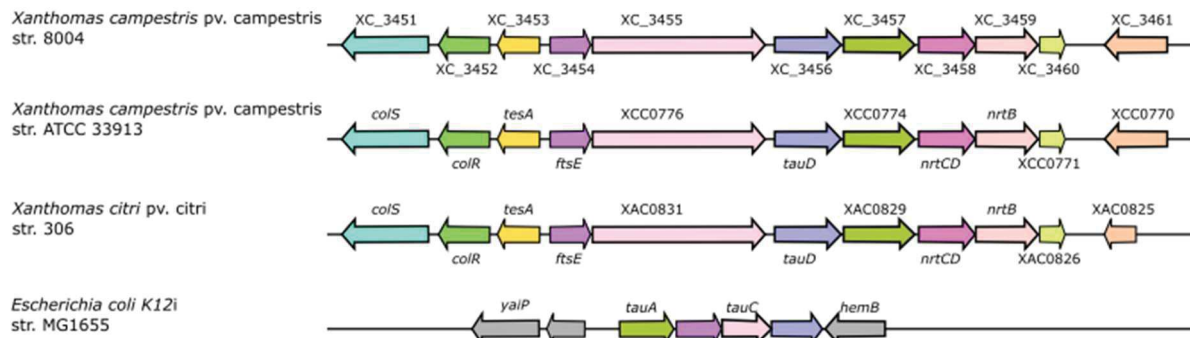 Xanthomas campestris pv. campestris
str. 8004
XC_3451 XC_3453 XC_3455 XC_3457 XC_3459 XC_3461
XC_3452 XC_3454 XC_3456 XC_3458 XC_3460
Xanthomas campestris pv. campestris
str. ATCC 33913
colS tesA XCC0776 XCC0774 nrtB XCC0770
colR ftsE tauD nrtCD XCC0771
Xanthomas citri pv. citri
str. 306
colS tesA XAC0831 XAC0829 nrtB XAC0825
colR ftsE tauD nrtCD XAC0826
Escherichia coli K12i
str. MG1655
yaiP tauA tauC hemB